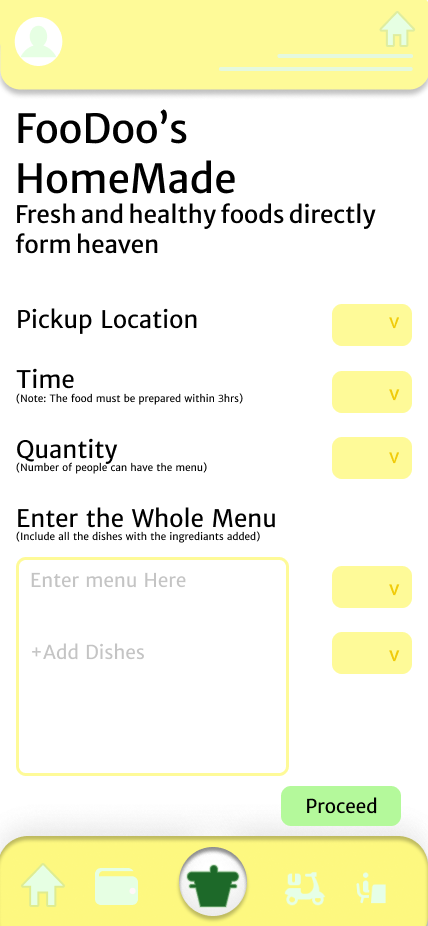 FooDoo’s
HomeMade
Fresh and healthy foods directly
form heaven
Pickup Location
v
Time
(Note: The food must be prepared within 3hrs)
v
Quantity
(Number of people can have the menu)
v
Enter the Whole Menu
(Include all the dishes with the ingrediants added)
Enter menu Here
v
+Add Dishes
v
Proceed